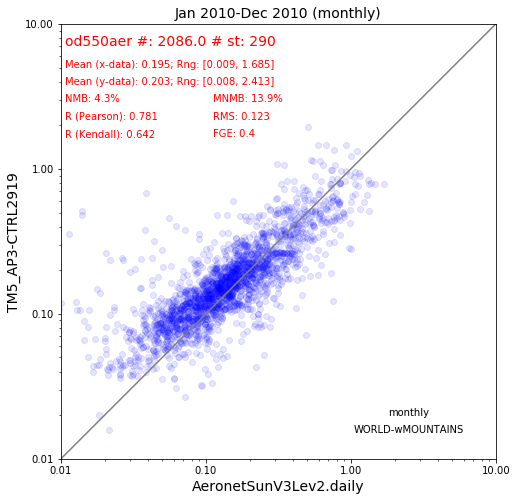 Jan 2010-Dec 2010 (monthly)
10.00
od550aer #: 2086.0 # st: 290
Mean (x-data): 0.195; Rng: [0.009, 1.685]
Mean (y-data): 0.203; Rng: [0.008, 2.413]
NMB: 4.3% MNMB: 13.9%
R (Pearson): 0.781 RMS: 0.123
R (Kendall): 0.642 FGE: 0.4
1.00
TM5_AP3-CTRL2919
0.10
monthly
WORLD-wMOUNTAINS
0.01
0.01 0.10 1.00 10.00
AeronetSunV3Lev2.daily